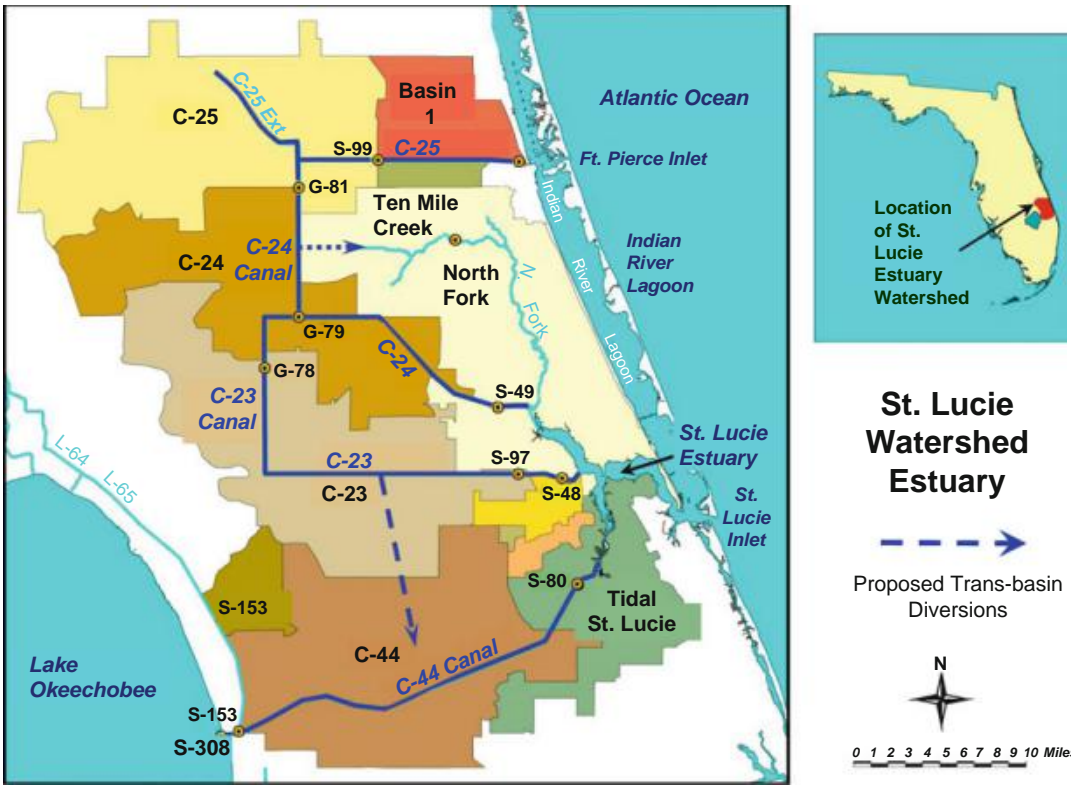 C-25
C-25 Ext
Basin
1
Atlantic Ocean
S-99
C-25
Ft. Pierce Inlet
G-81
Ten Mile
Creek
C-24
Canal
C-24
North
Fork
N Fork
Indian
River
Lagoon
Indian
River
Lagoon
G-79
G-78
C-24
C-23
Canal
S-49
L-64
L-65
C-23
C-23
S-97
S-48
St. Lucie
Estuary
St.
Lucie
Inlet
S-153
S-80
Tidal
St. Lucie
C-44
C-44 Canal
Lake
Okeechobee
S-153
S-308
Location
of St.
Lucie
Estuary
Watershed
St. Lucie
Watershed
Estuary
Proposed Trans-basin
Diversions
N
0 1 2 3 4 5 6 7 8 9 10 Miles